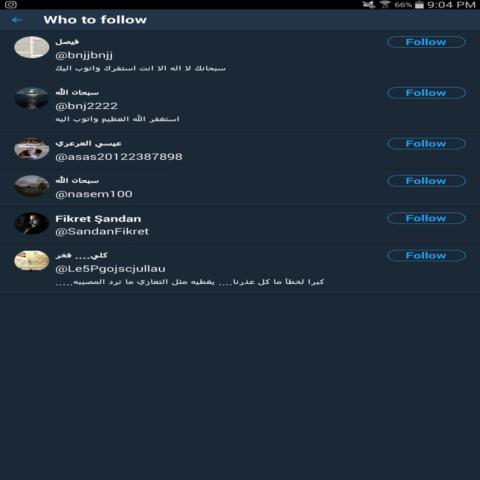 66% 9:04 PM
Who to follow
فيصل
Follow
@bnjjbnjj
سبحانك لا اله الا انت استغفرك واتوب اليك
سبحان الله
Follow
@bnj2222
استغفر الله العظيم واتوب اليه
عيسي العرعري
Follow
@asas20122387898
سبحان الله
Follow
@nasem100
Fikret Şandan
Follow
@SandanFikret
كلي.... فخر
Follow
@Le5Pgojscjullau
كبرا لخطأ ما كل عذرنا.... يغطيه مثل التعازي ما ترد المصيبه.....